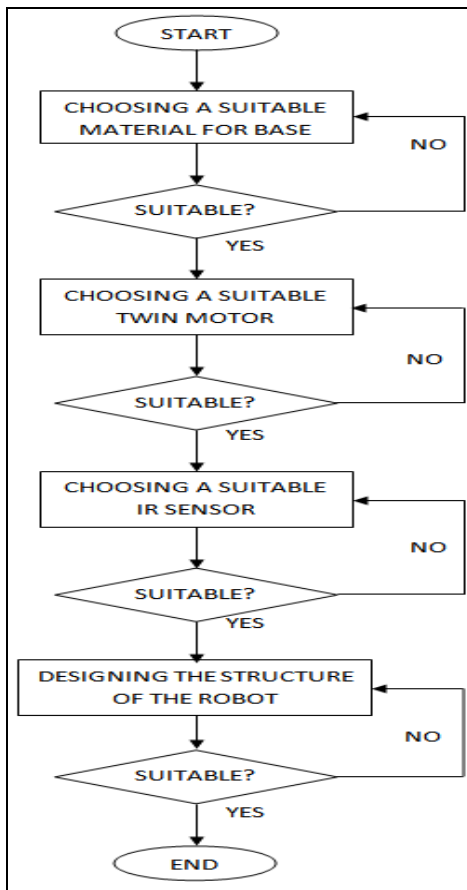 START
CHOOSING A SUITABLE
MATERIAL FOR BASE
NO
SUITABLE?
YES
CHOOSING A SUITABLE
TWIN MOTOR
NO
SUITABLE?
YES
CHOOSING A SUITABLE
IR SENSOR
NO
SUITABLE?
YES
DESIGNING THE STRUCTURE
OF THE ROBOT
NO
SUITABLE?
YES
END